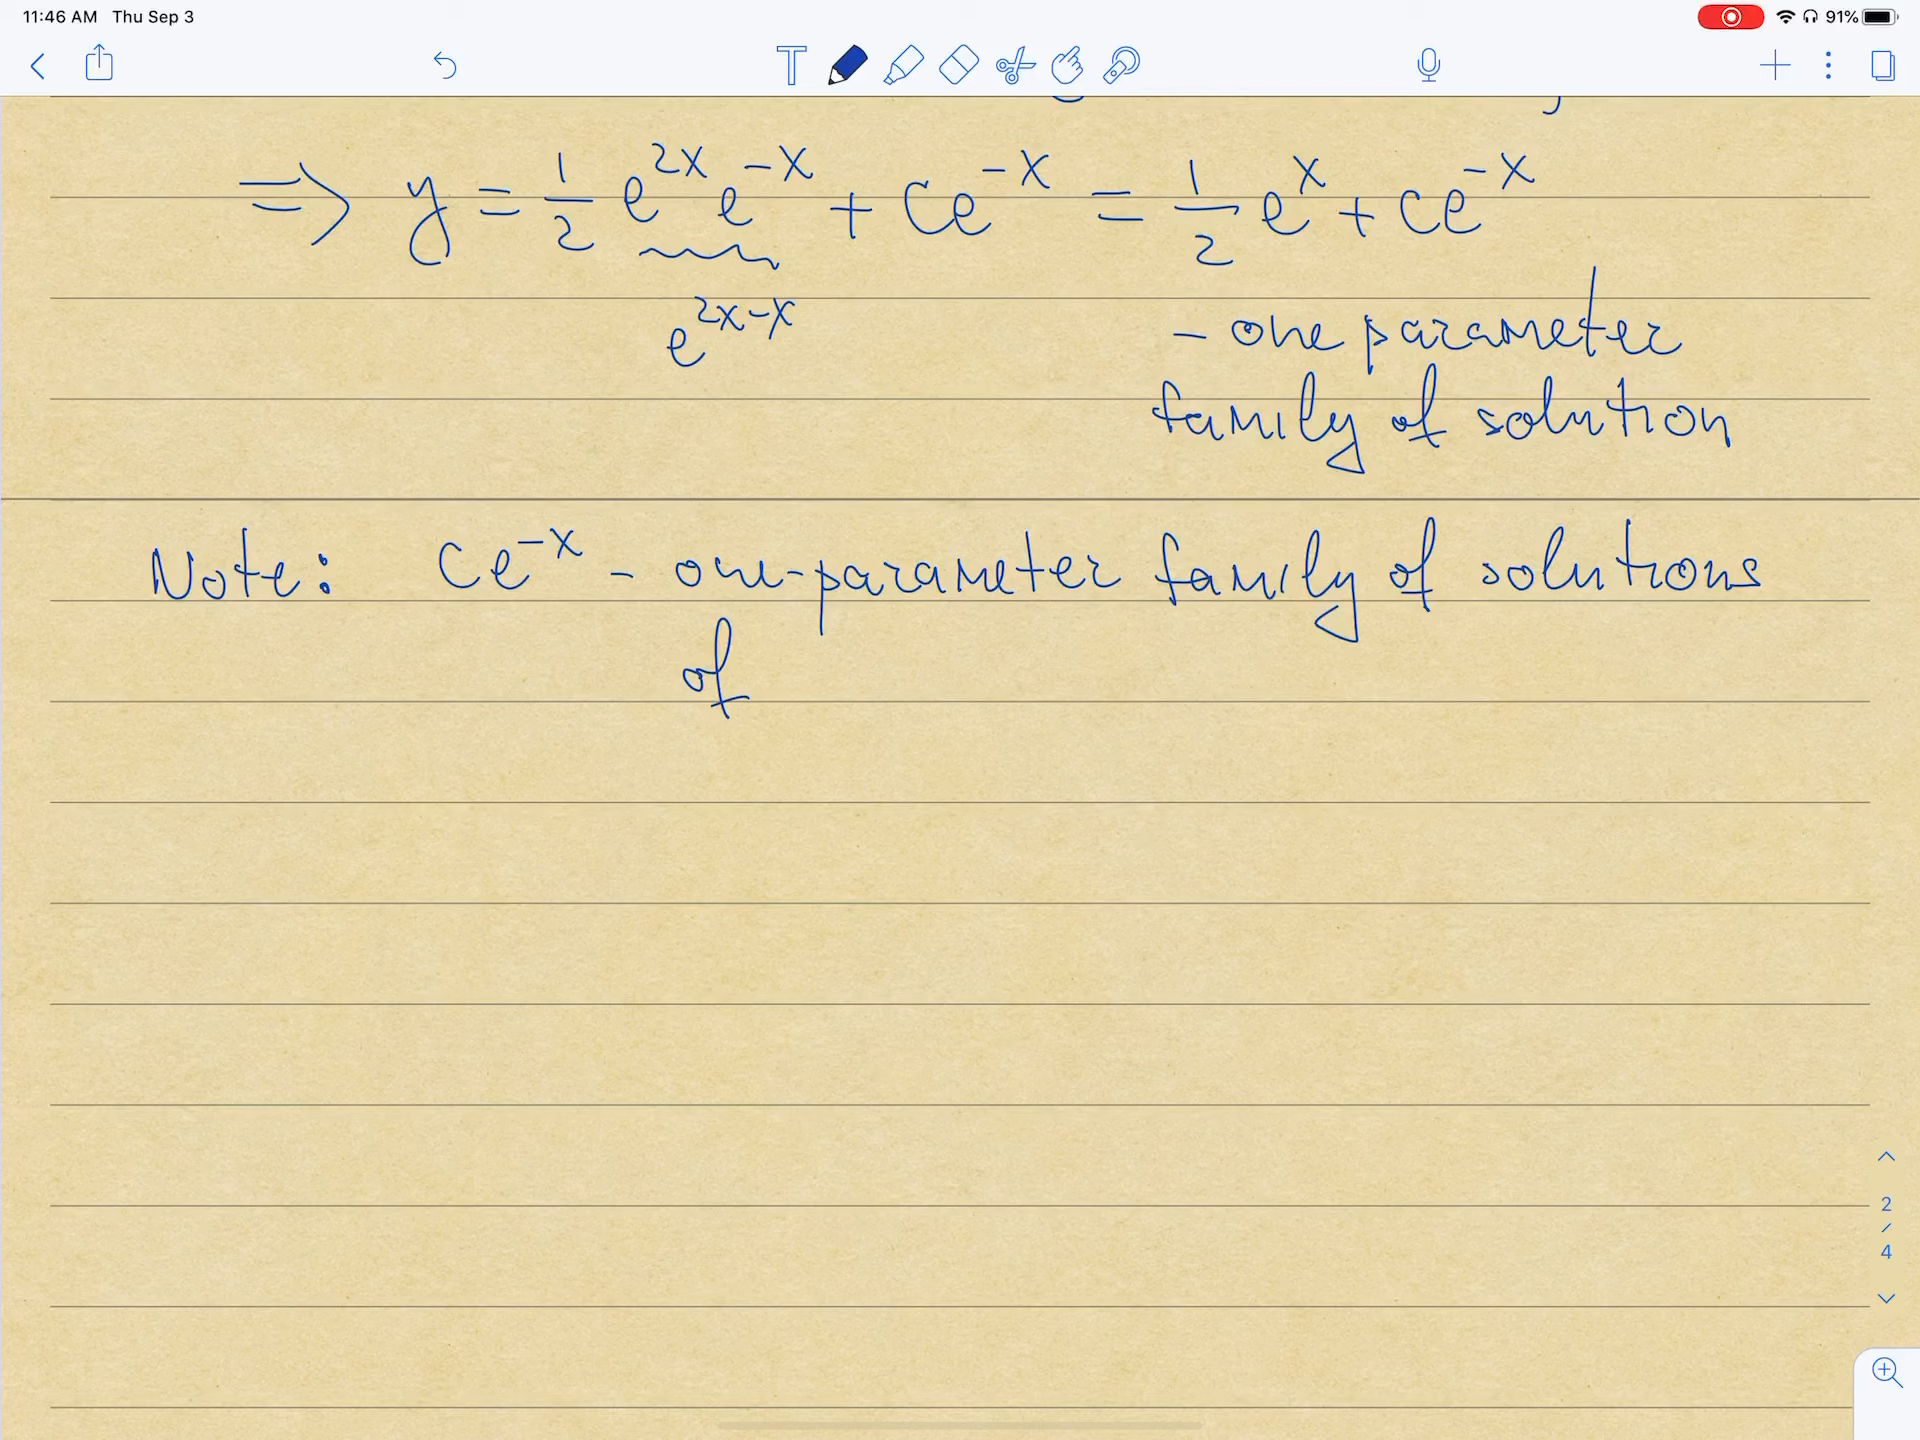 11:46 AM Thu Sep 3 91%
⇒ y = 1/2 e^{2x} e^{-x} + Ce^{-x} = 1/2 e^x + Ce^{-x}
e^{2x-x}
- one parameter
family of solution
Note: Ce^{-x} - one-parameter family of solutions
of
2
/
4